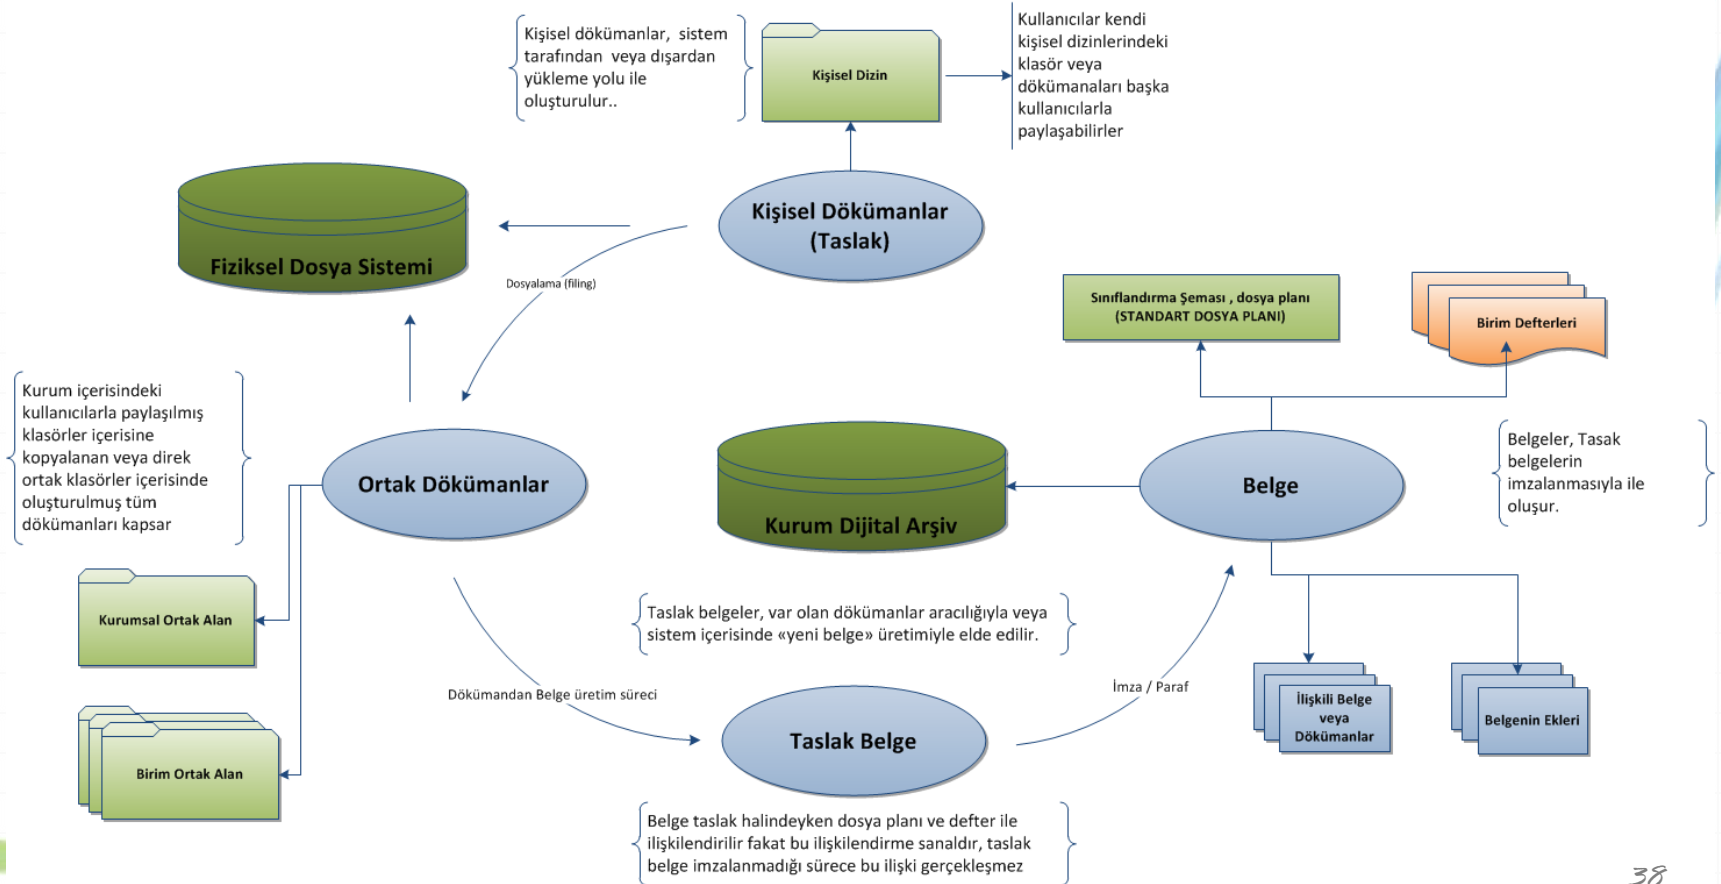 Kişisel dökümanlar, sistem
tarafından veya dışardan
yükleme yolu ile
oluşturulur..
Kişisel Dizin
Kullanıcılar kendi
kişisel dizinlerindeki
klasör veya
dökümanaları başka
kullanıcılarla
paylaşabilirler
Kişisel Dökümanlar
(Taslak)
Fiziksel Dosya Sistemi
Dosyalama (filing)
Sınıflandırma Şeması , dosya planı
(STANDART DOSYA PLANI)
Birim Defterleri
Kurum içerisindeki
kullanıcılarla paylaşılmış
klasörler içerisine
kopyalanan veya direk
ortak klasörler içerisinde
oluşturulmuş tüm
dökümanları kapsar
Ortak Dökümanlar
Kurum Dijital Arşiv
Belge
Belgeler, Tasak
belgelerin
imzalanmasıyla ile
oluşur.
Kurumsal Ortak Alan
Birim Ortak Alan
Taslak belgeler, var olan dökümanlar aracılığıyla veya
sistem içerisinde «yeni belge» üretimiyle elde edilir.
Dökümandan Belge üretim süreci
İmza / Paraf
Taslak Belge
İlişkili Belge
veya
Dökümanlar
Belgenin Ekleri
Belge taslak halindeyken dosya planı ve defter ile
ilişkilendirilir fakat bu ilişkilendirme sanaldır, taslak
belge imzalanmadığı sürece bu ilişki gerçekleşmez
38